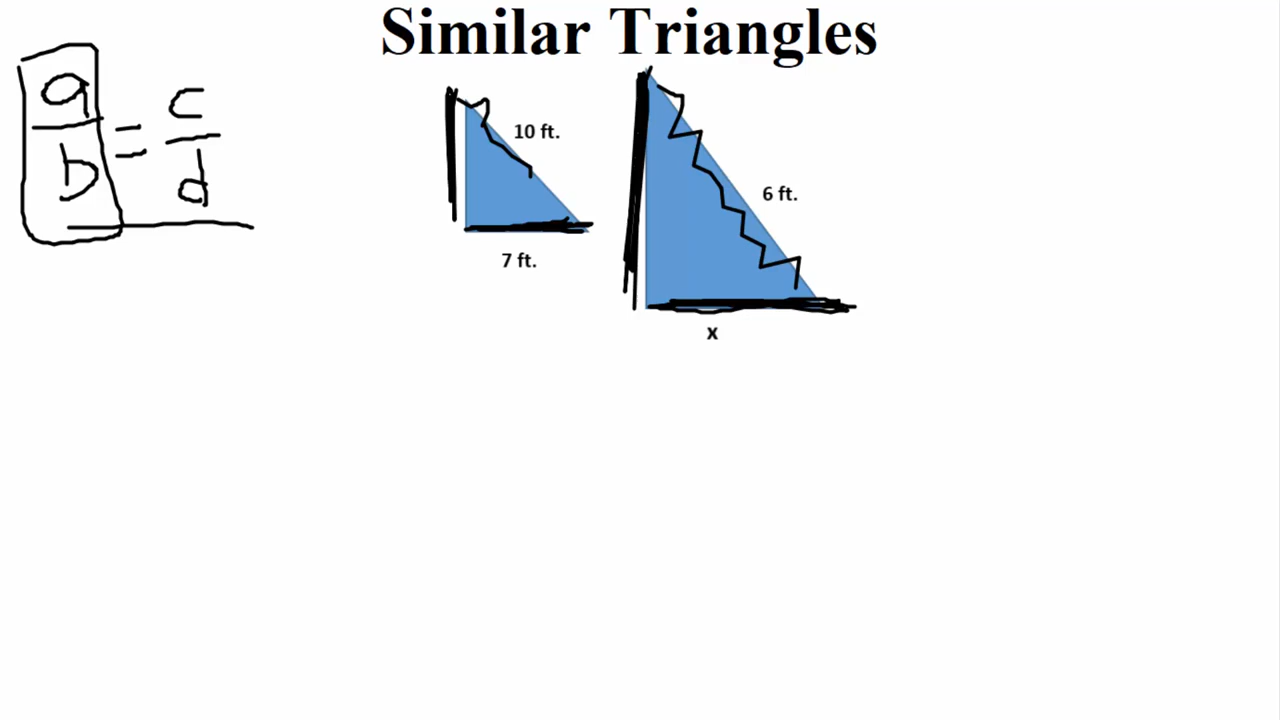 Similar Triangles
a/b = c/d
10 ft.
7 ft.
6 ft.
x